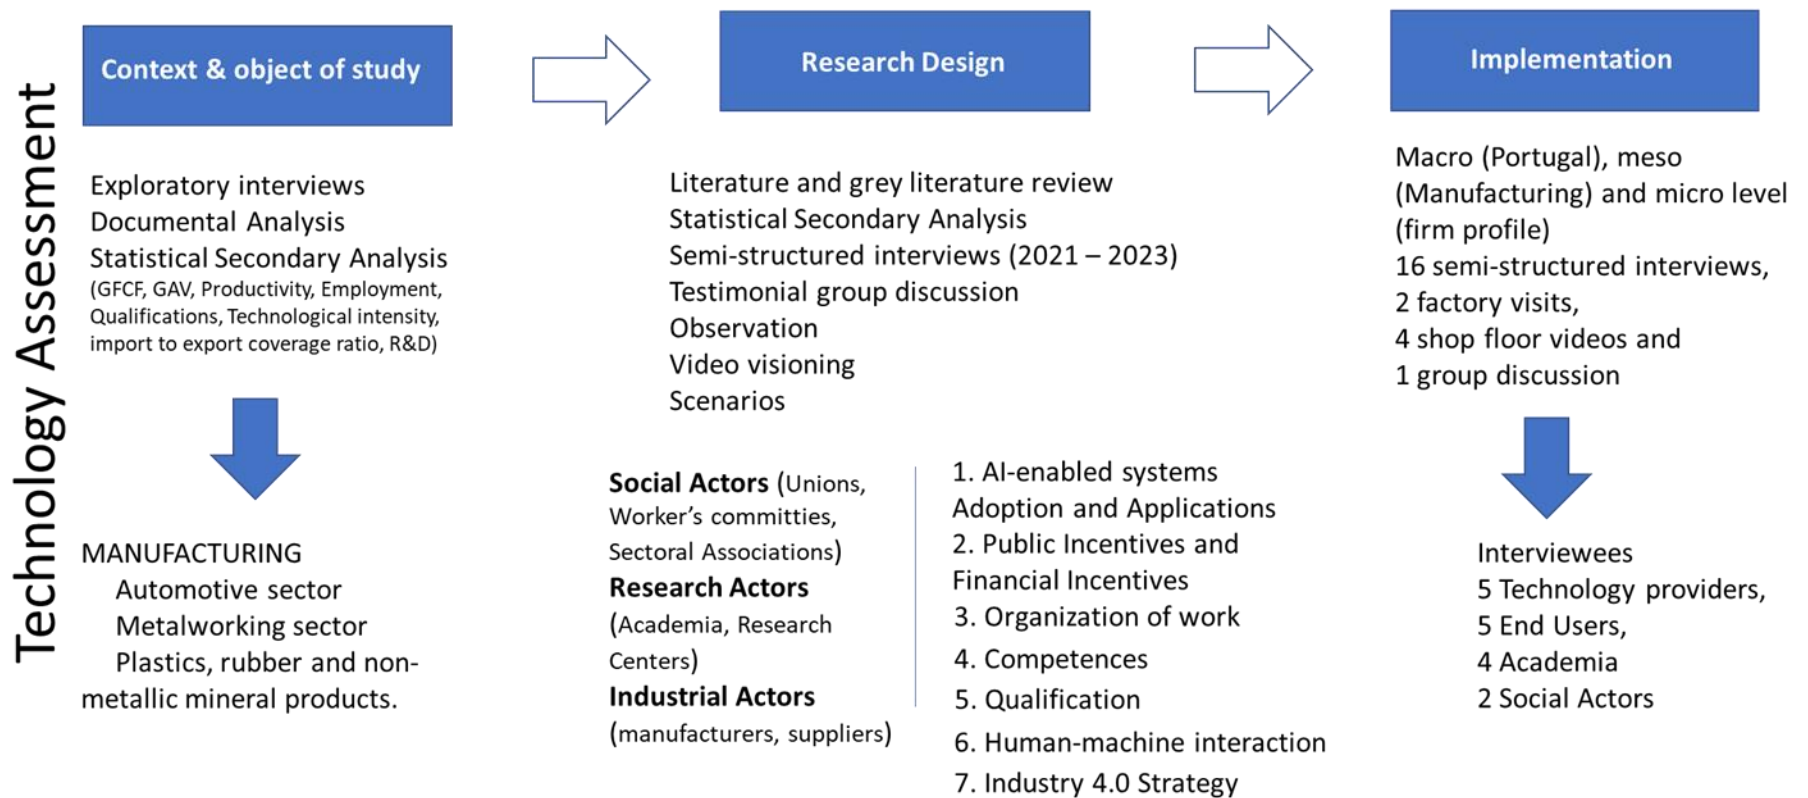 Technology Assessment
Context & object of study
Exploratory interviews
Documental Analysis
Statistical Secondary Analysis
(GFCF, GAV, Productivity, Employment,
Qualifications, Technological intensity,
import to export coverage ratio, R&D)
MANUFACTURING
Automotive sector
Metalworking sector
Plastics, rubber and non-
metallic mineral products.
Research Design
Literature and grey literature review
Statistical Secondary Analysis
Semi-structured interviews (2021 – 2023)
Testimonial group discussion
Observation
Video visioning
Scenarios
Social Actors (Unions,
Worker’s committies,
Sectoral Associations)
Research Actors
(Academia, Research
Centers)
Industrial Actors
(manufacturers, suppliers)
1. AI-enabled systems
Adoption and Applications
2. Public Incentives and
Financial Incentives
3. Organization of work
4. Competences
5. Qualification
6. Human-machine interaction
7. Industry 4.0 Strategy
Implementation
Macro (Portugal), meso
(Manufacturing) and micro level
(firm profile)
16 semi-structured interviews,
2 factory visits,
4 shop floor videos and
1 group discussion
Interviewees
5 Technology providers,
5 End Users,
4 Academia
2 Social Actors